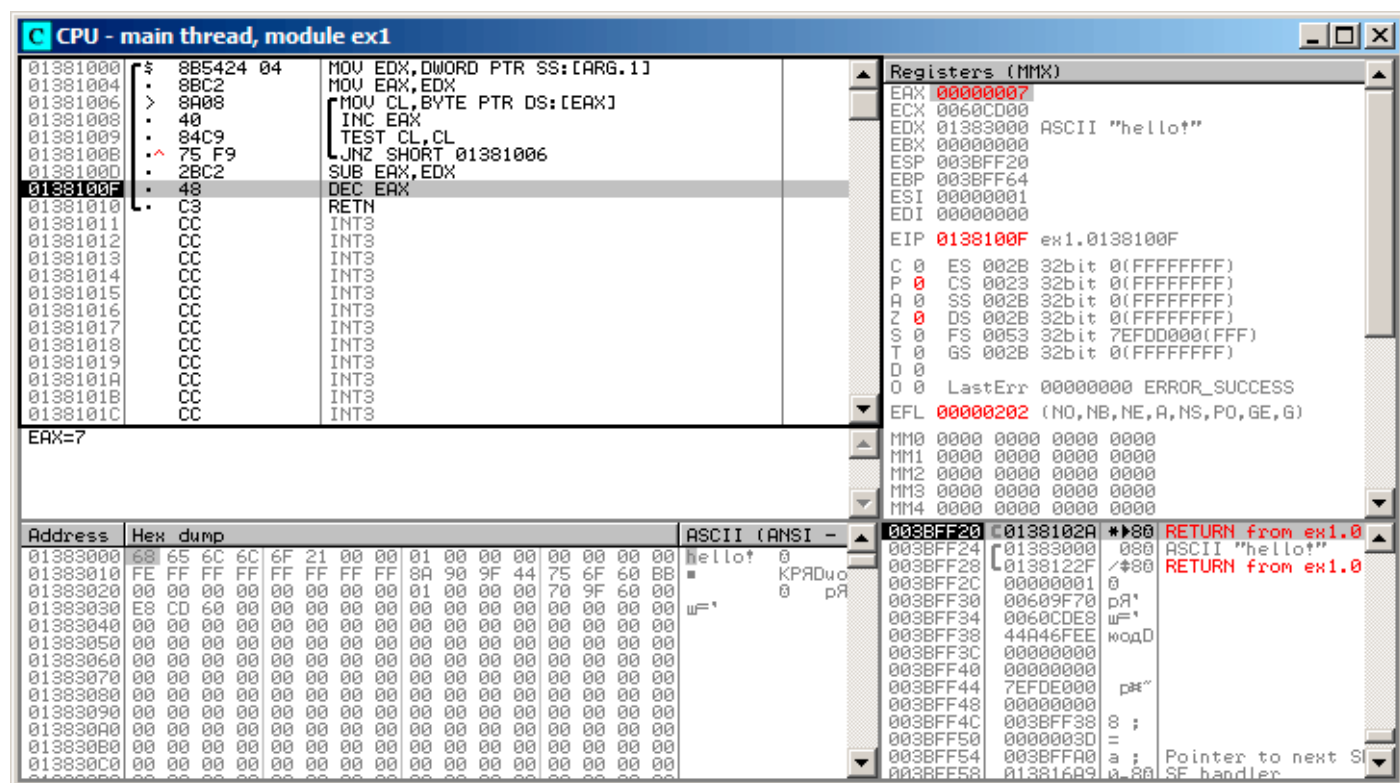 C CPU - main thread, module ex1
01381000 $ 8B5424 04 MOV EDX,DWORD PTR SS:[ARG.1]
01381004 . 8BC2 MOV EAX,EDX
01381006 > 8A08 MOV CL,BYTE PTR DS:[EAX]
01381008 . 40 INC EAX
01381009 . 84C9 TEST CL,CL
0138100B .^ 75 F9 JNZ SHORT 01381006
0138100D . 2BC2 SUB EAX,EDX
0138100F . 48 DEC EAX
01381010 . C3 RETN
01381011 CC INT3
01381012 CC INT3
01381013 CC INT3
01381014 CC INT3
01381015 CC INT3
01381016 CC INT3
01381017 CC INT3
01381018 CC INT3
01381019 CC INT3
0138101A CC INT3
0138101B CC INT3
0138101C CC INT3
EAX=7
Registers (MMX)
EAX 00000007
ECX 0060CD00
EDX 01383000 ASCII "hello!"
EBX 00000000
ESP 003BFF20
EBP 003BFF64
ESI 00000001
EDI 00000000
EIP 0138100F ex1.0138100F
C 0 ES 002B 32bit 0(FFFFFFFF)
P 0 CS 0023 32bit 0(FFFFFFFF)
A 0 SS 002B 32bit 0(FFFFFFFF)
Z 0 DS 002B 32bit 0(FFFFFFFF)
S 0 FS 0053 32bit 7EFDD000(FFF)
T 0 GS 002B 32bit 0(FFFFFFFF)
D 0
O 0 LastErr 00000000 ERROR_SUCCESS
EFL 00000202 (NO,NB,NE,A,NS,PO,GE,G)
MM0 0000 0000 0000 0000
MM1 0000 0000 0000 0000
MM2 0000 0000 0000 0000
MM3 0000 0000 0000 0000
MM4 0000 0000 0000 0000
Address Hex dump ASCII (ANSI -
01383000 68 65 6C 6C 6F 21 00 00 01 00 00 00 00 00 00 00 hello! 0
01383010 FE FF FF FF FF FF FF FF 8A 90 9F 44 75 6F 60 BB ■ КРЯDuo
01383020 00 00 00 00 00 00 00 00 01 00 00 00 70 9F 60 00 0 pЯ
01383030 E8 CD 60 00 00 00 00 00 00 00 00 00 00 00 00 00 ш='
01383040 00 00 00 00 00 00 00 00 00 00 00 00 00 00 00 00
01383050 00 00 00 00 00 00 00 00 00 00 00 00 00 00 00 00
01383060 00 00 00 00 00 00 00 00 00 00 00 00 00 00 00 00
01383070 00 00 00 00 00 00 00 00 00 00 00 00 00 00 00 00
01383080 00 00 00 00 00 00 00 00 00 00 00 00 00 00 00 00
01383090 00 00 00 00 00 00 00 00 00 00 00 00 00 00 00 00
013830A0 00 00 00 00 00 00 00 00 00 00 00 00 00 00 00 00
013830B0 00 00 00 00 00 00 00 00 00 00 00 00 00 00 00 00
013830C0 00 00 00 00 00 00 00 00 00 00 00 00 00 00 00 00
003BFF20 0138102A *►80 RETURN from ex1.0
003BFF24 01383000 080 ASCII "hello!"
003BFF28 0138122F /‡80 RETURN from ex1.0
003BFF2C 00000001 0
003BFF30 00609F70 pЯ'
003BFF34 0060CDE8 ш='
003BFF38 44A46FEE юодD
003BFF3C 00000000
003BFF40 00000000
003BFF44 7EFDE000
003BFF48 00000000
003BFF4C 003BFF38 8 ;
003BFF50 0000003D =
003BFF54 003BFFA0 a ; Pointer to next S
003BFF58 013816A9 SE handler